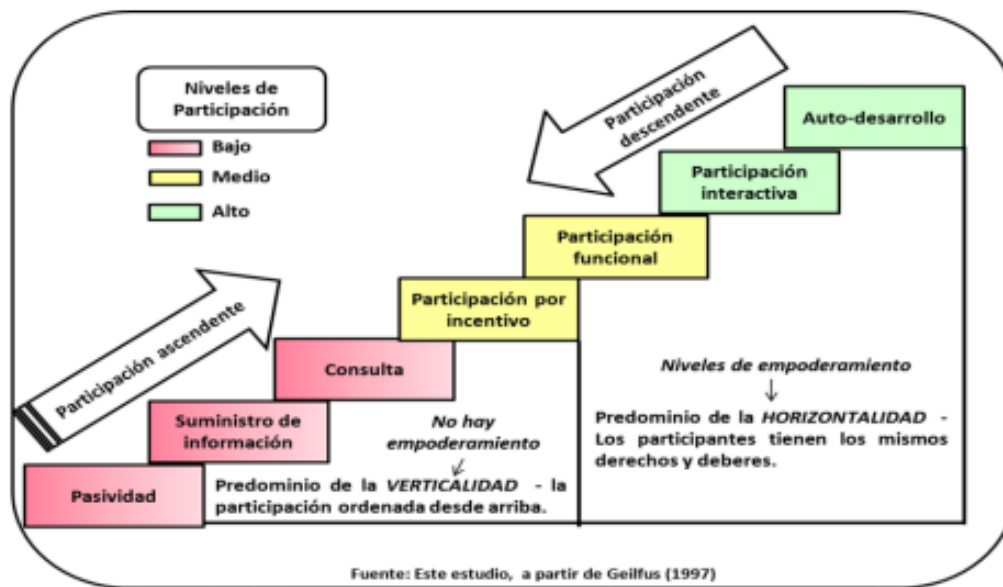 Niveles de
Participación
Bajo
Medio
Alto
Participación
descendente
Auto-desarrollo
Participación
interactiva
Participación
funcional
Participación por
incentivo
Participación ascendente
Consulta
Suministro de
información
Pasividad
No hay
empoderamiento
Predominio de la VERTICALIDAD - la
participación ordenada desde arriba.
Niveles de empoderamiento
Predominio de la HORIZONTALIDAD -
Los participantes tienen los mismos
derechos y deberes.
Fuente: Este estudio, a partir de Geilfus (1997)